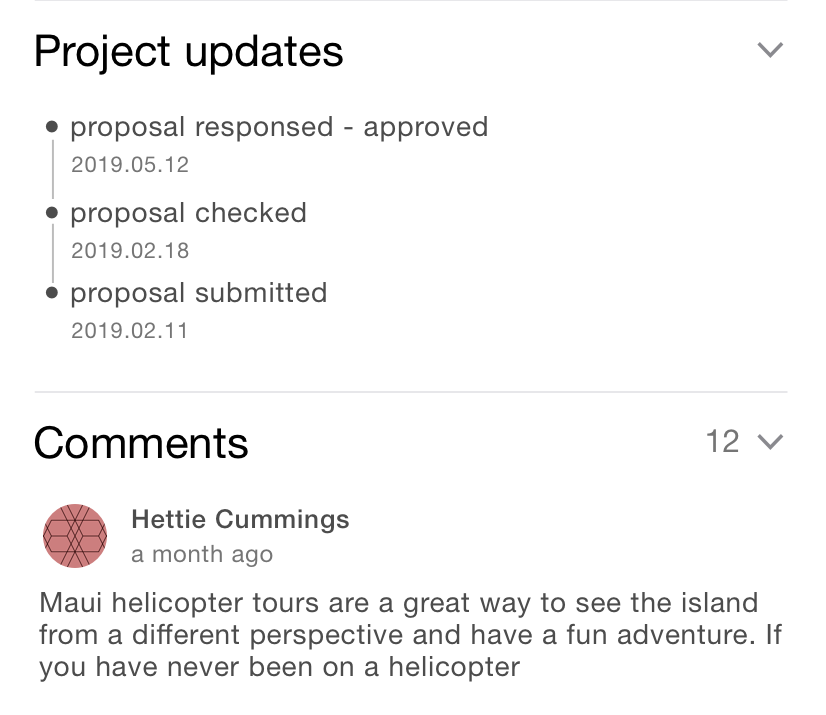 Project updates
proposal responsed - approved
2019.05.12
proposal checked
2019.02.18
proposal submitted
2019.02.11
Comments 12
Hettie Cummings
a month ago
Maui helicopter tours are a great way to see the island
from a different perspective and have a fun adventure. If
you have never been on a helicopter